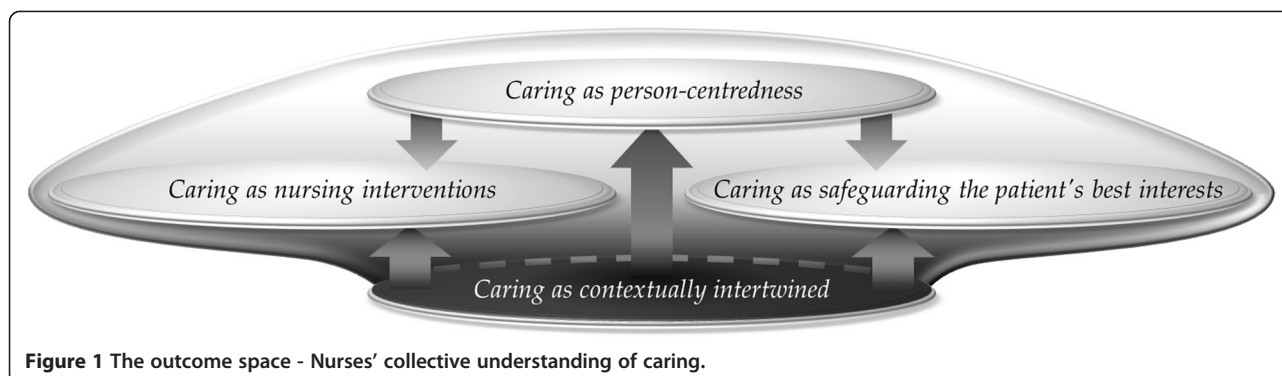 Caring as person-centredness
Caring as nursing interventions
Caring as safeguarding the patient's best interests
Caring as contextually intertwined
Figure 1 The outcome space - Nurses’ collective understanding of caring.